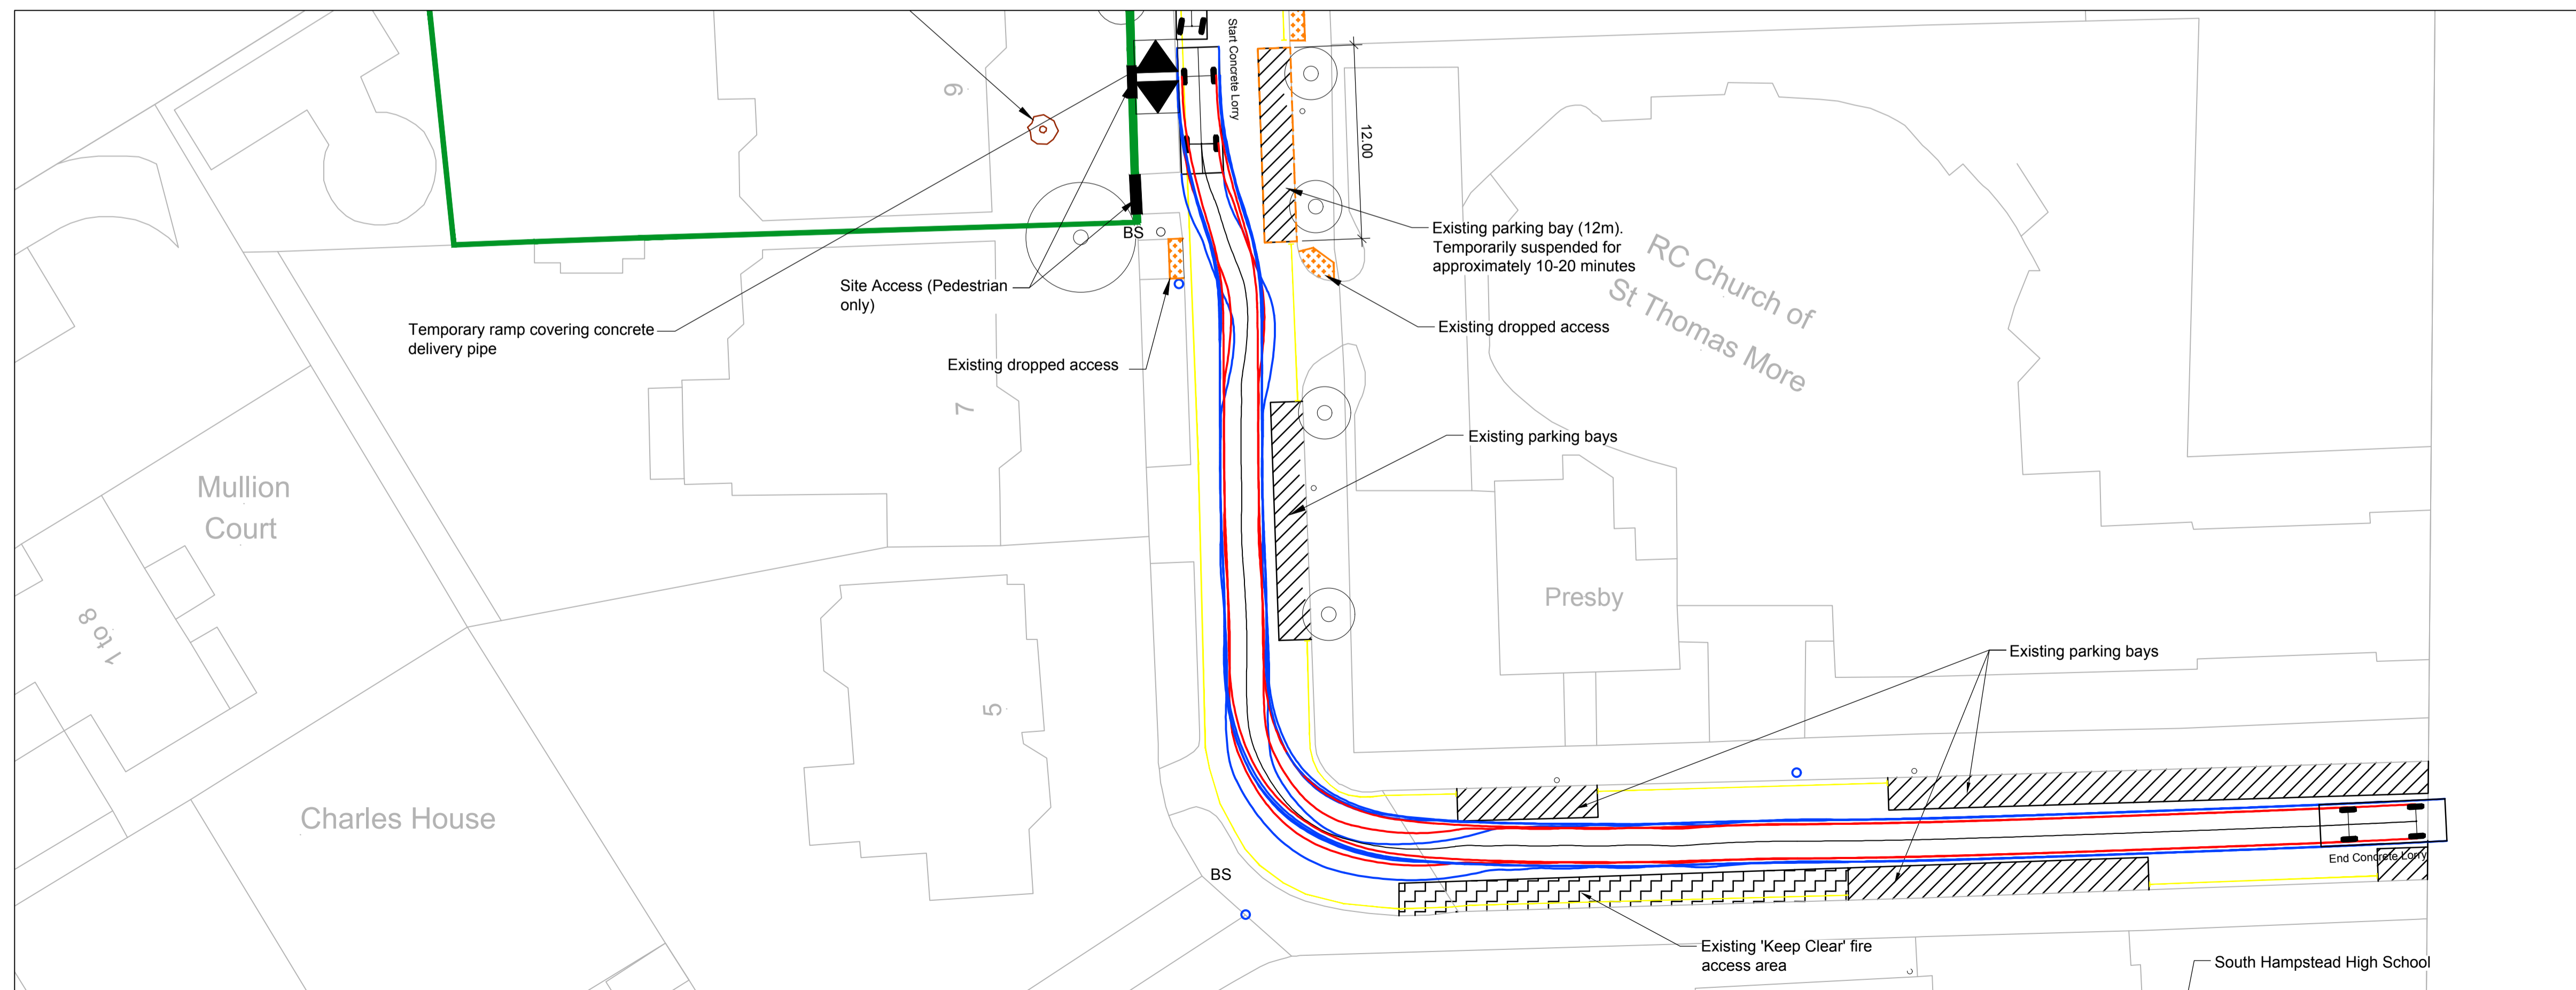 Start Concrete Lorry
9
12.00
BS
Existing parking bay (12m).
Temporarily suspended for
approximately 10-20 minutes
RC Church of
St Thomas More
Site Access (Pedestrian
only)
Temporary ramp covering concrete
delivery pipe
Existing dropped access
Existing dropped access
7
Existing parking bays
Mullion
Court
1 to 8
Presby
Existing parking bays
5
Charles House
End Concrete Lorry
BS
Existing 'Keep Clear' fire
access area
South Hampstead High School